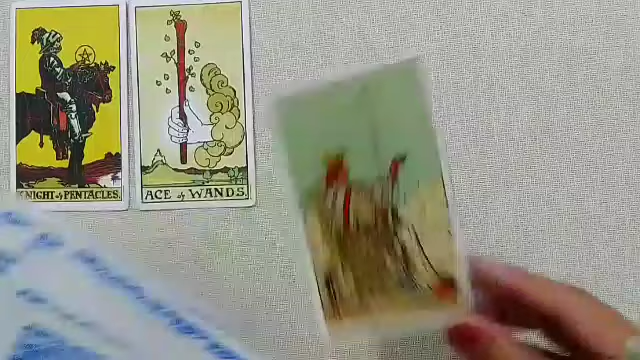 KNIGHT of PENTACLES.
ACE of WANDS.